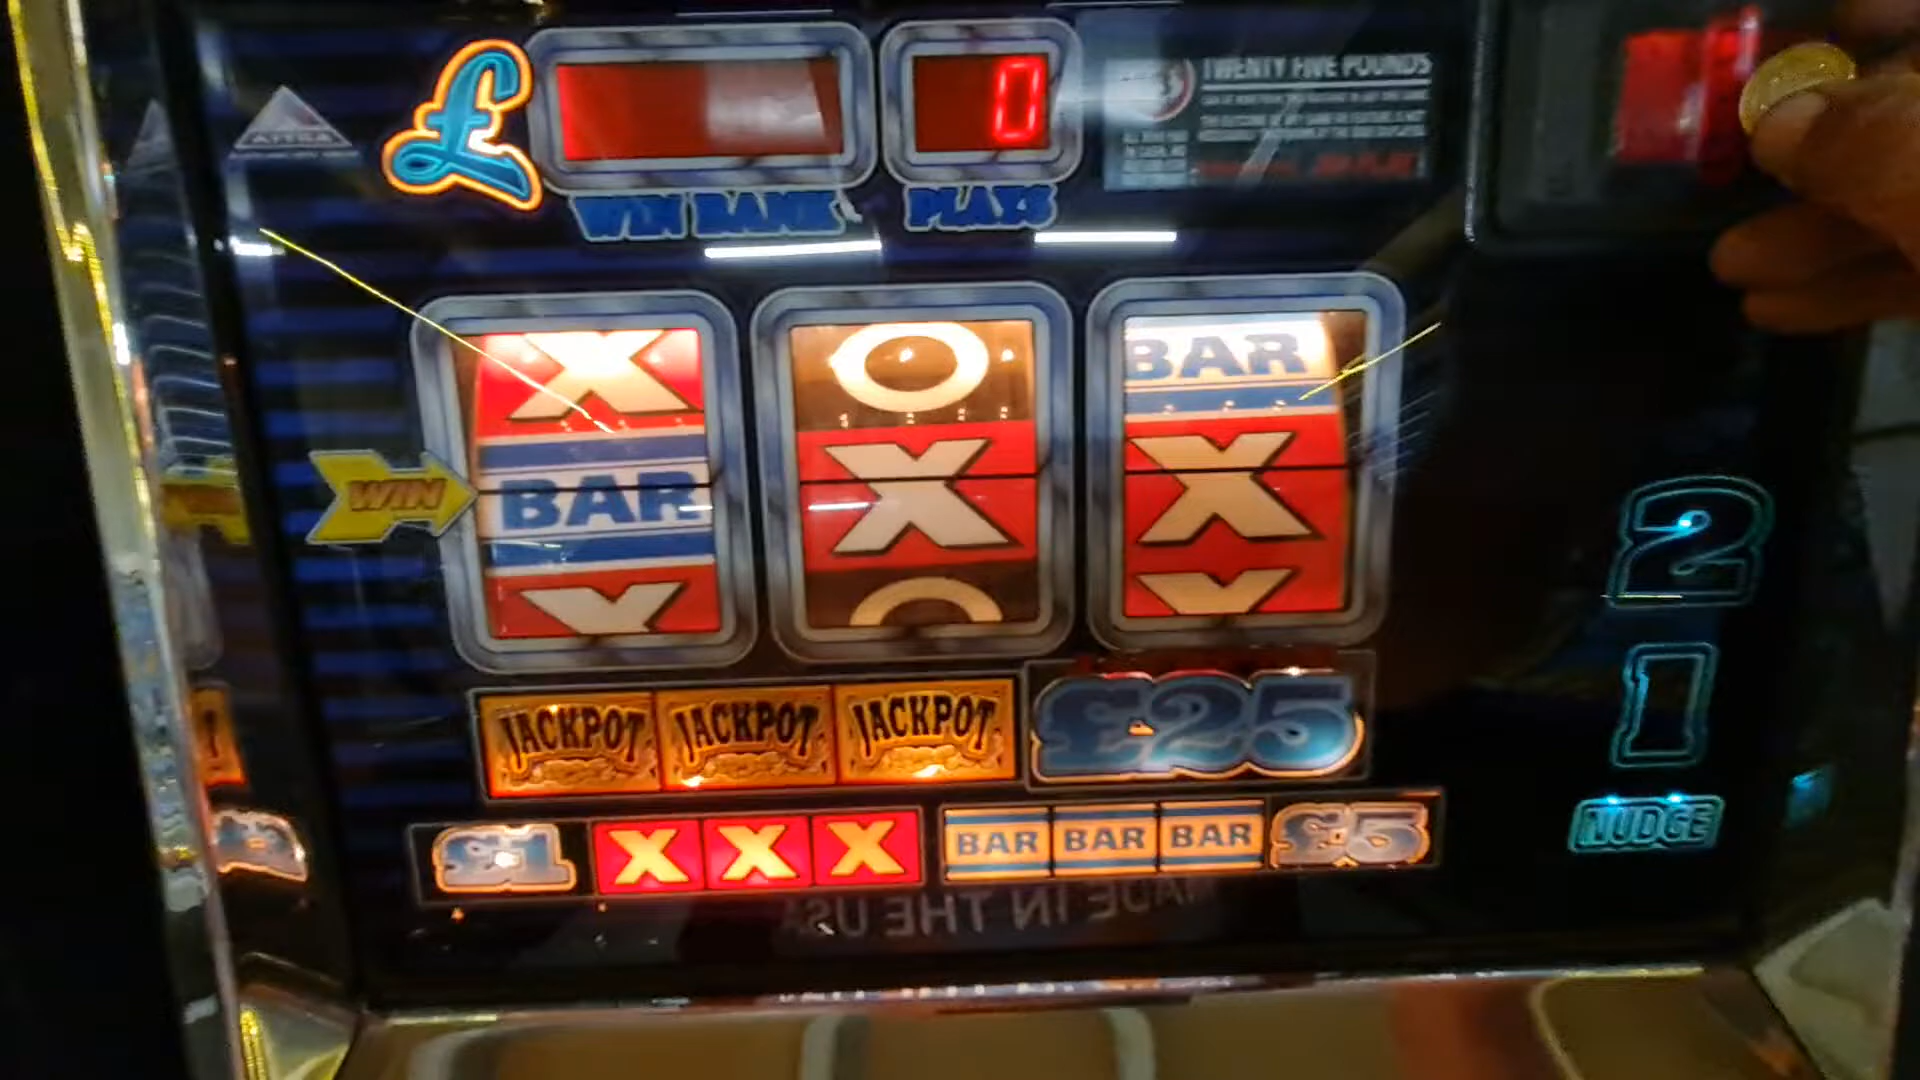 ASTRA
£
0
TWENTY FIVE POUNDS
WIN BANK
PLAYS
X O BAR
WIN
BAR X X
X O X
JACKPOT JACKPOT JACKPOT £25
2
1
NUDGE
£1 X X X BAR BAR BAR £5
MADE IN THE USA